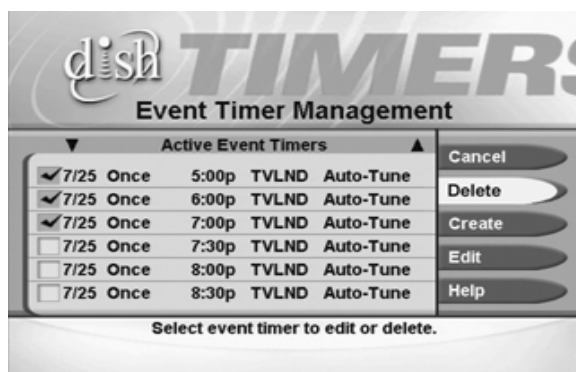 dish TIMERS
Event Timer Management
Active Event Timers
7/25 Once 5:00p TVLND Auto-Tune
7/25 Once 6:00p TVLND Auto-Tune
7/25 Once 7:00p TVLND Auto-Tune
7/25 Once 7:30p TVLND Auto-Tune
7/25 Once 8:00p TVLND Auto-Tune
7/25 Once 8:30p TVLND Auto-Tune
Cancel
Delete
Create
Edit
Help
Select event timer to edit or delete.